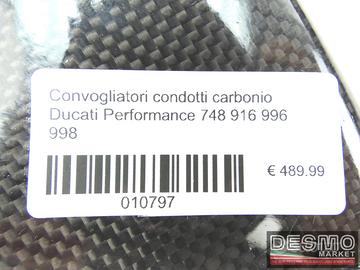 Convogliatori condotti carbonio
Ducati Performance 748 916 996
998
€ 489.99
010797
DESMO
MARKET